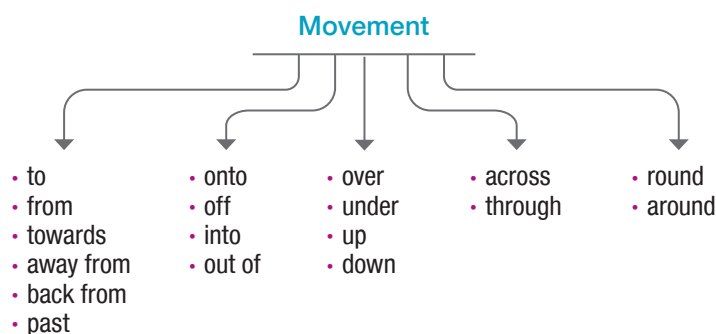 Movement
• to
• from
• towards
• away from
• back from
• past
• onto
• off
• into
• out of
• over
• under
• up
• down
• across
• through
• round
• around